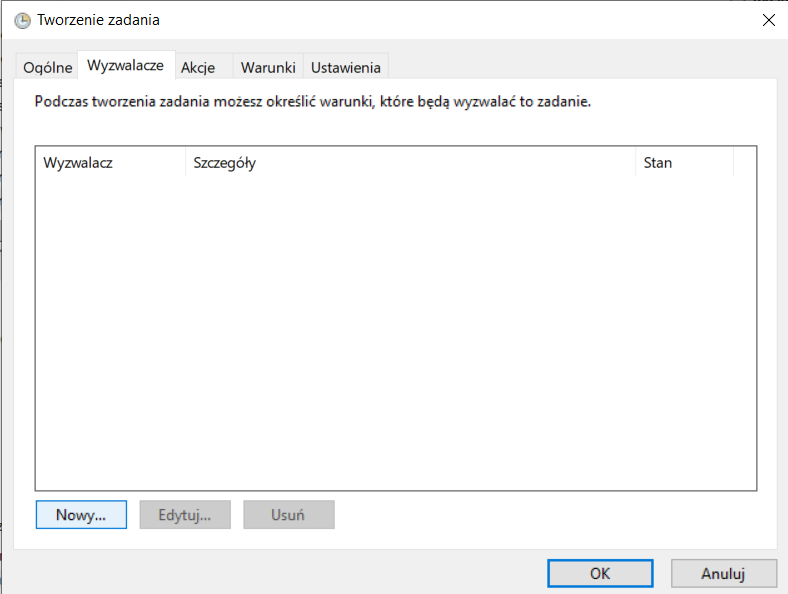 Tworzenie zadania
Ogólne Wyzwalacze Akcje Warunki Ustawienia
Podczas tworzenia zadania możesz określić warunki, które będą wyzwalać to zadanie.
Wyzwalacz Szczegóły Stan
Nowy... Edytuj... Usuń
OK Anuluj